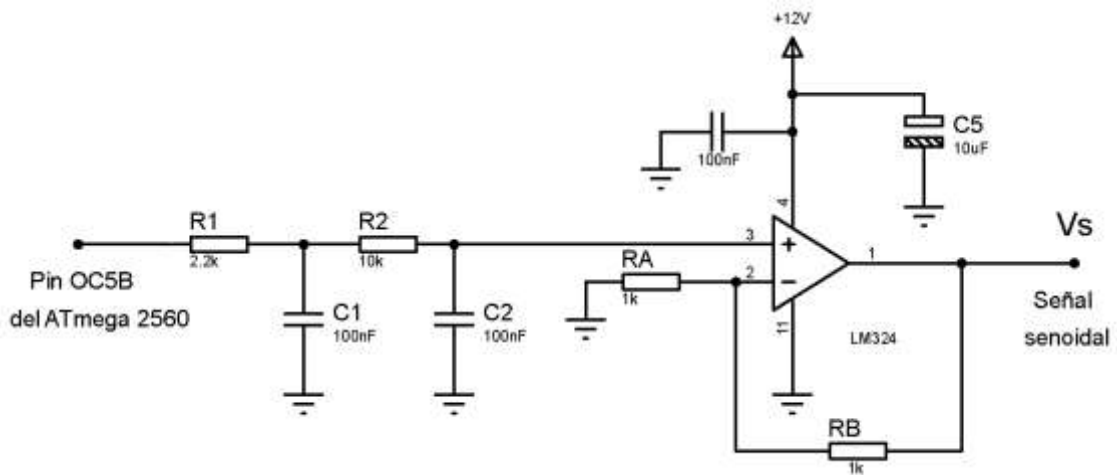 +12V
C5
10uF
100nF
4
Vs
R1
2.2k
R2
10k
3
1
RA
1k
2
Pin OC5B
del ATmega 2560
C1
100nF
C2
100nF
11
LM324
Señal
senoidal
RB
1k